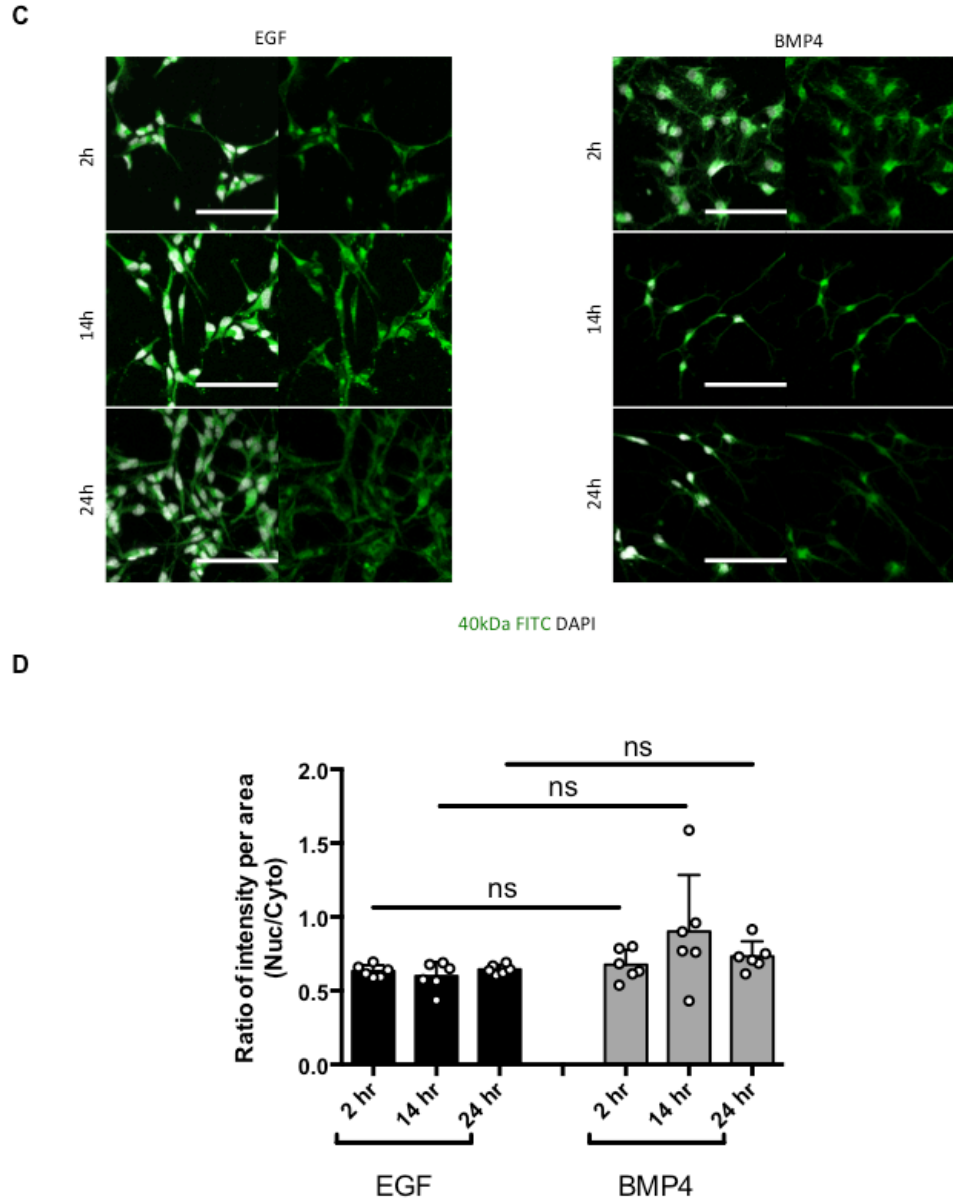 C
EGF
BMP4
2h
2h
14h
14h
24h
24h
40kDa FITC DAPI
D
Ratio of intensity per area
(Nuc/Cyto)
2.0
1.5
1.0
0.5
0.0
ns
ns
ns
2 hr
14 hr
24 hr
2 hr
14 hr
24 hr
EGF
BMP4